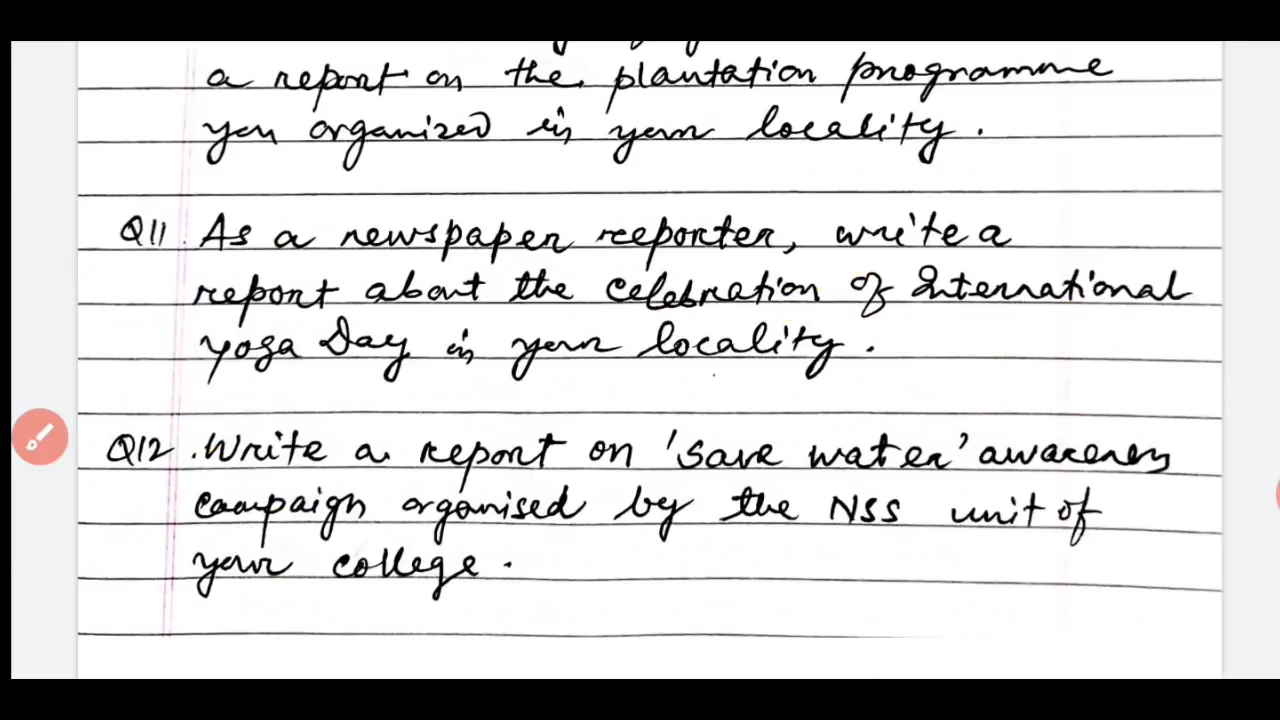 a report on the plantation programme
you organized in your locality.
Q11. As a newspaper reporter, write a
report about the celebration of International
yoga Day in your locality.
Q12. Write a report on 'save water' awareness
campaign organised by the NSS unit of
your college.